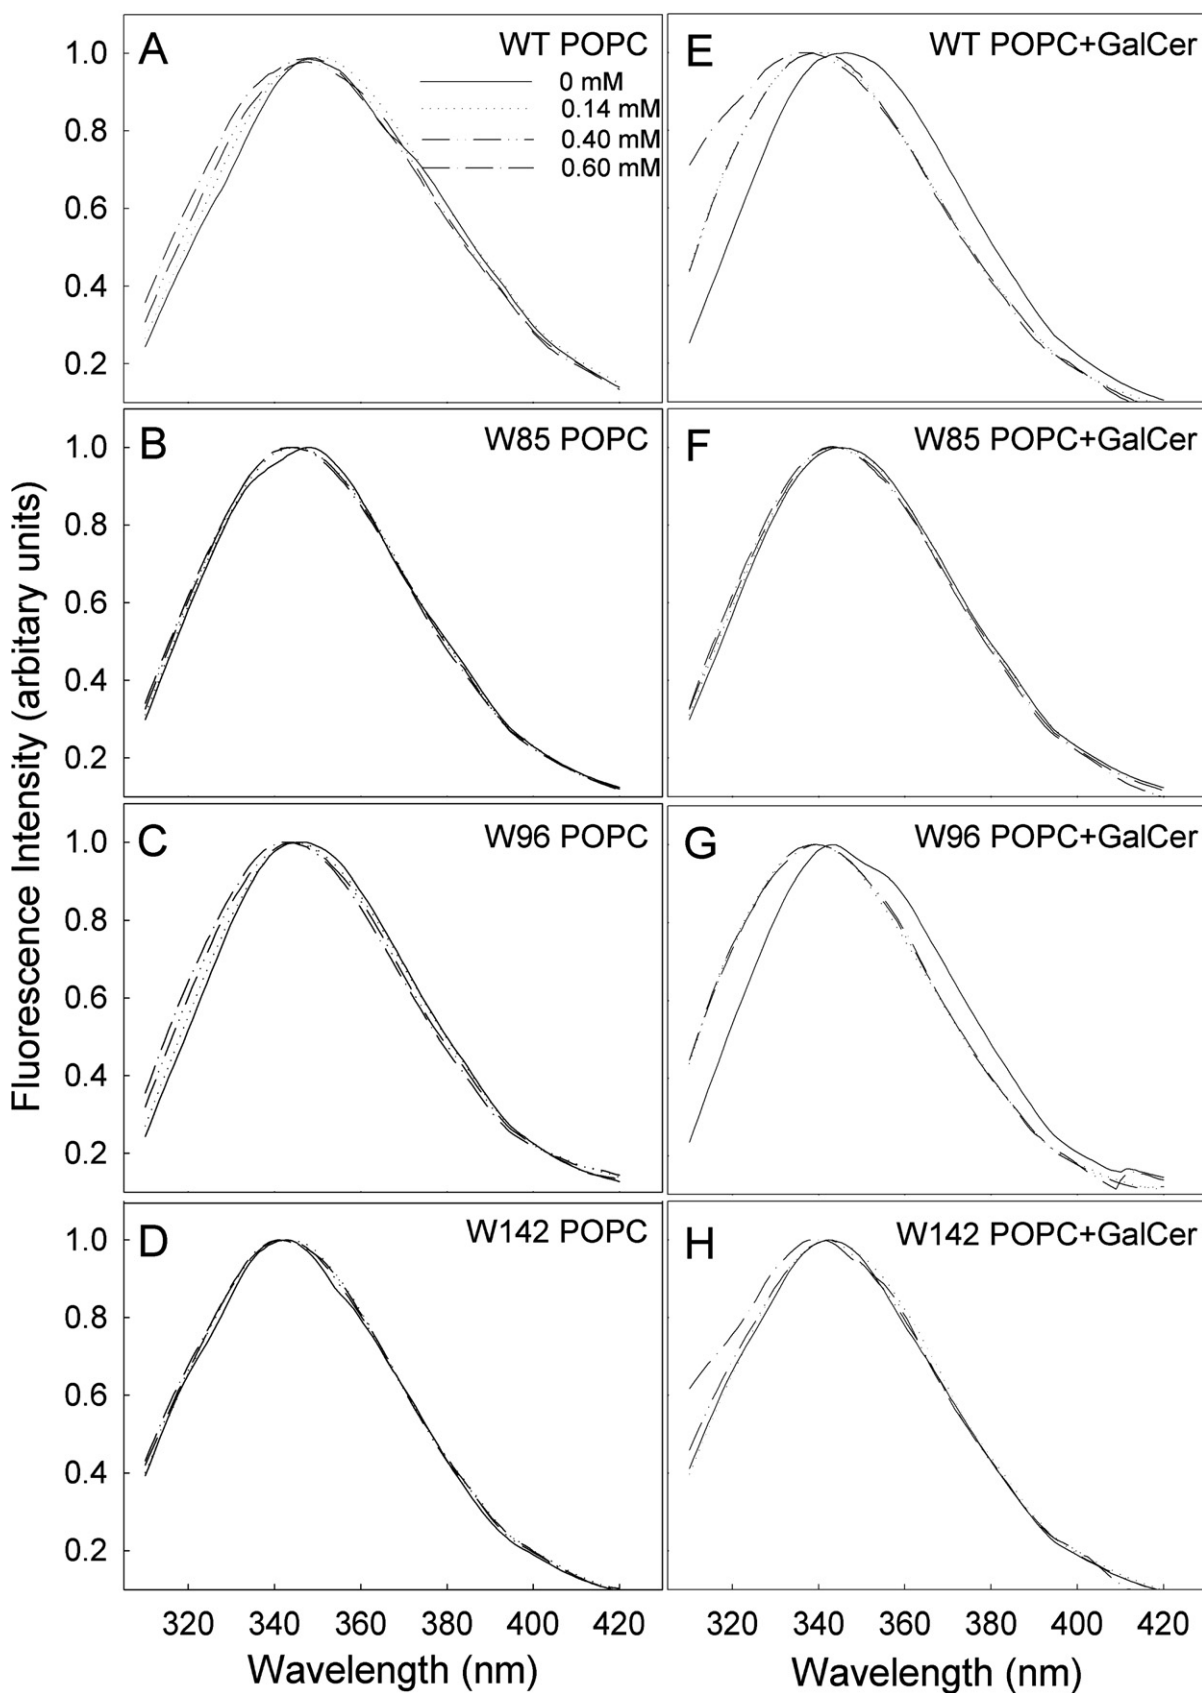 Fluorescence Intensity (arbitary units)
A
WT POPC
0 mM
0.14 mM
0.40 mM
0.60 mM
1.0
0.8
0.6
0.4
0.2
E
WT POPC+GalCer
B
W85 POPC
1.0
0.8
0.6
0.4
0.2
F
W85 POPC+GalCer
C
W96 POPC
1.0
0.8
0.6
0.4
0.2
G
W96 POPC+GalCer
D
W142 POPC
1.0
0.8
0.6
0.4
0.2
H
W142 POPC+GalCer
320 340 360 380 400 420
320 340 360 380 400 420
Wavelength (nm)
Wavelength (nm)